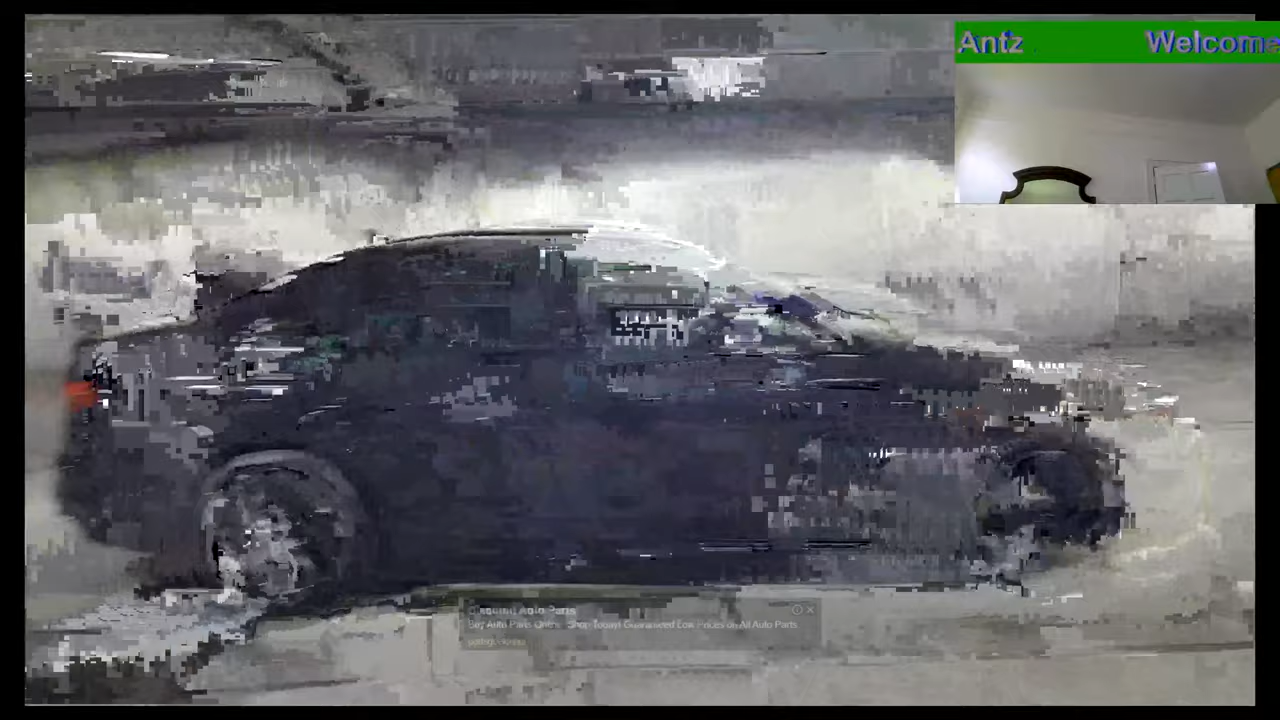 Antz Welcome
Discount Auto Parts
Buy Auto Parts Online. Shop Today! Guaranteed Low Prices on All Auto Parts